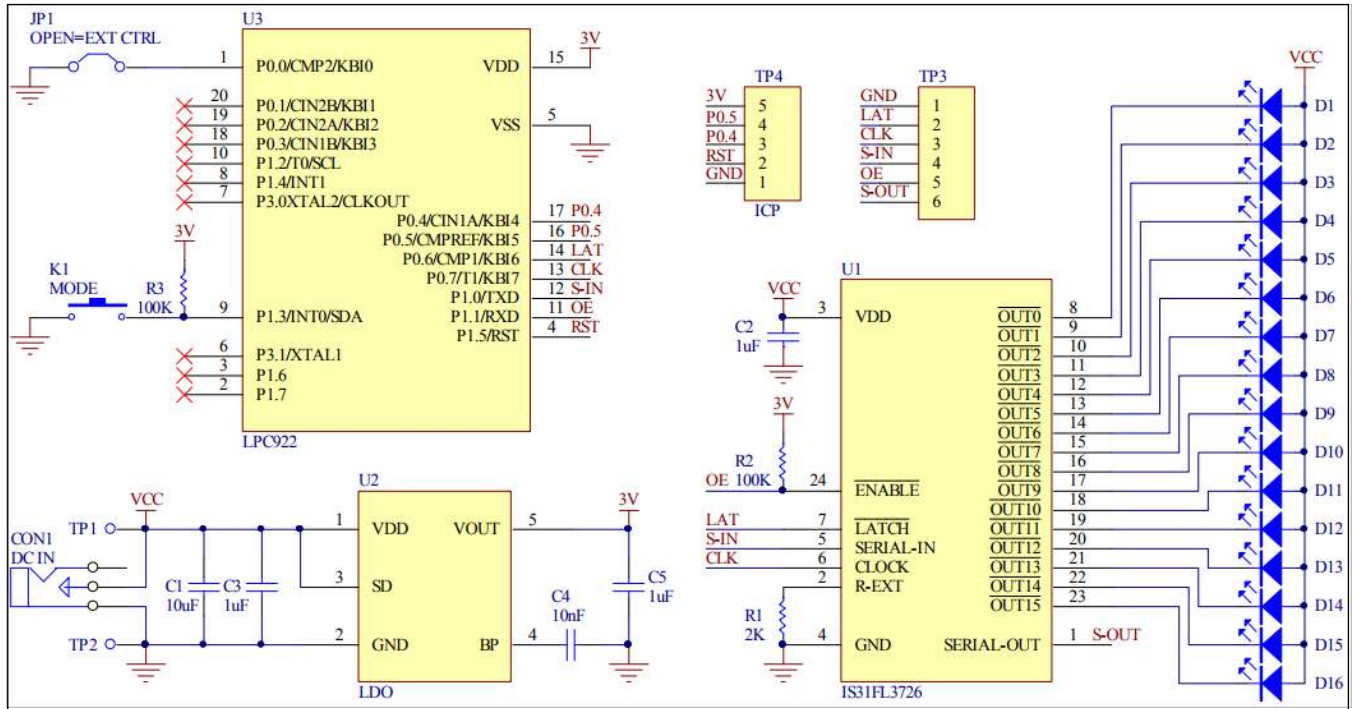 JP1
OPEN=EXT CTRL
U3
1 P0.0/CMP2/KBI0
20 P0.1/CIN2B/KBI1
19 P0.2/CIN2A/KBI2
18 P0.3/CIN1B/KBI3
10 P1.2/T0/SCL
8 P1.4/INT1
7 P3.0XTAL2/CLKOUT
VDD 15 3V
VSS 5
P0.4/CIN1A/KBI4 17 P0.4
P0.5/CMPREF/KBI5 16 P0.5
P0.6/CMP1/KBI6 14 LAT
P0.7/T1/KBI7 13 CLK
P1.0/TXD 12 S-IN
P1.1/RXD 11 OE
P1.5/RST 4 RST
3V
K1
MODE
R3
100K
9 P1.3/INT0/SDA
6 P3.1/XTAL1
3 P1.6
2 P1.7
LPC922
TP4
3V 5
P0.5 4
P0.4 3
RST 2
GND 1
ICP
TP3
GND 1
LAT 2
CLK 3
S-IN 4
OE 5
S-OUT 6
VCC
D1
D2
D3
D4
D5
D6
D7
D8
D9
D10
D11
D12
D13
D14
D15
D16
U1
VCC
C2
1uF
3 VDD
3V
R2
100K
OE 24 ENABLE
LAT 7 LATCH
S-IN 5 SERIAL-IN
CLK 6 CLOCK
2 R-EXT
R1
2K
4 GND
OUT0 8
OUT1 9
OUT2 10
OUT3 11
OUT4 12
OUT5 13
OUT6 14
OUT7 15
OUT8 16
OUT9 17
OUT10 18
OUT11 19
OUT12 20
OUT13 21
OUT14 22
OUT15 23
SERIAL-OUT 1 S-OUT
IS31FL3726
U2
VCC
TP1
CON1
DC IN
TP2
C1
10uF
C3
1uF
1 VDD
3 SD
2 GND
VOUT 5
BP 4
C4
10nF
3V
C5
1uF
LDO